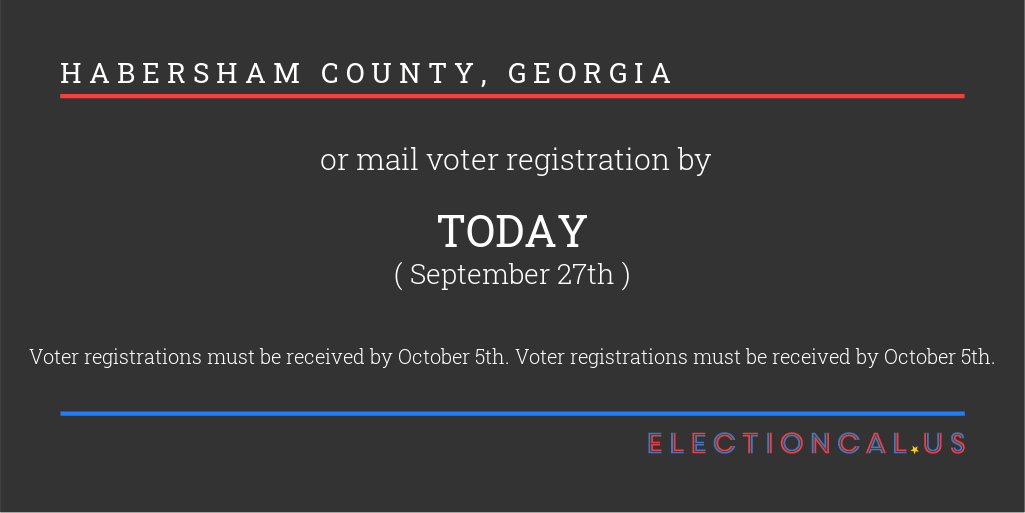 HABERSHAM COUNTY, GEORGIA
or mail voter registration by
TODAY
( September 27th )
Voter registrations must be received by October 5th. Voter registrations must be received by October 5th.
ELECTIONCAL.US